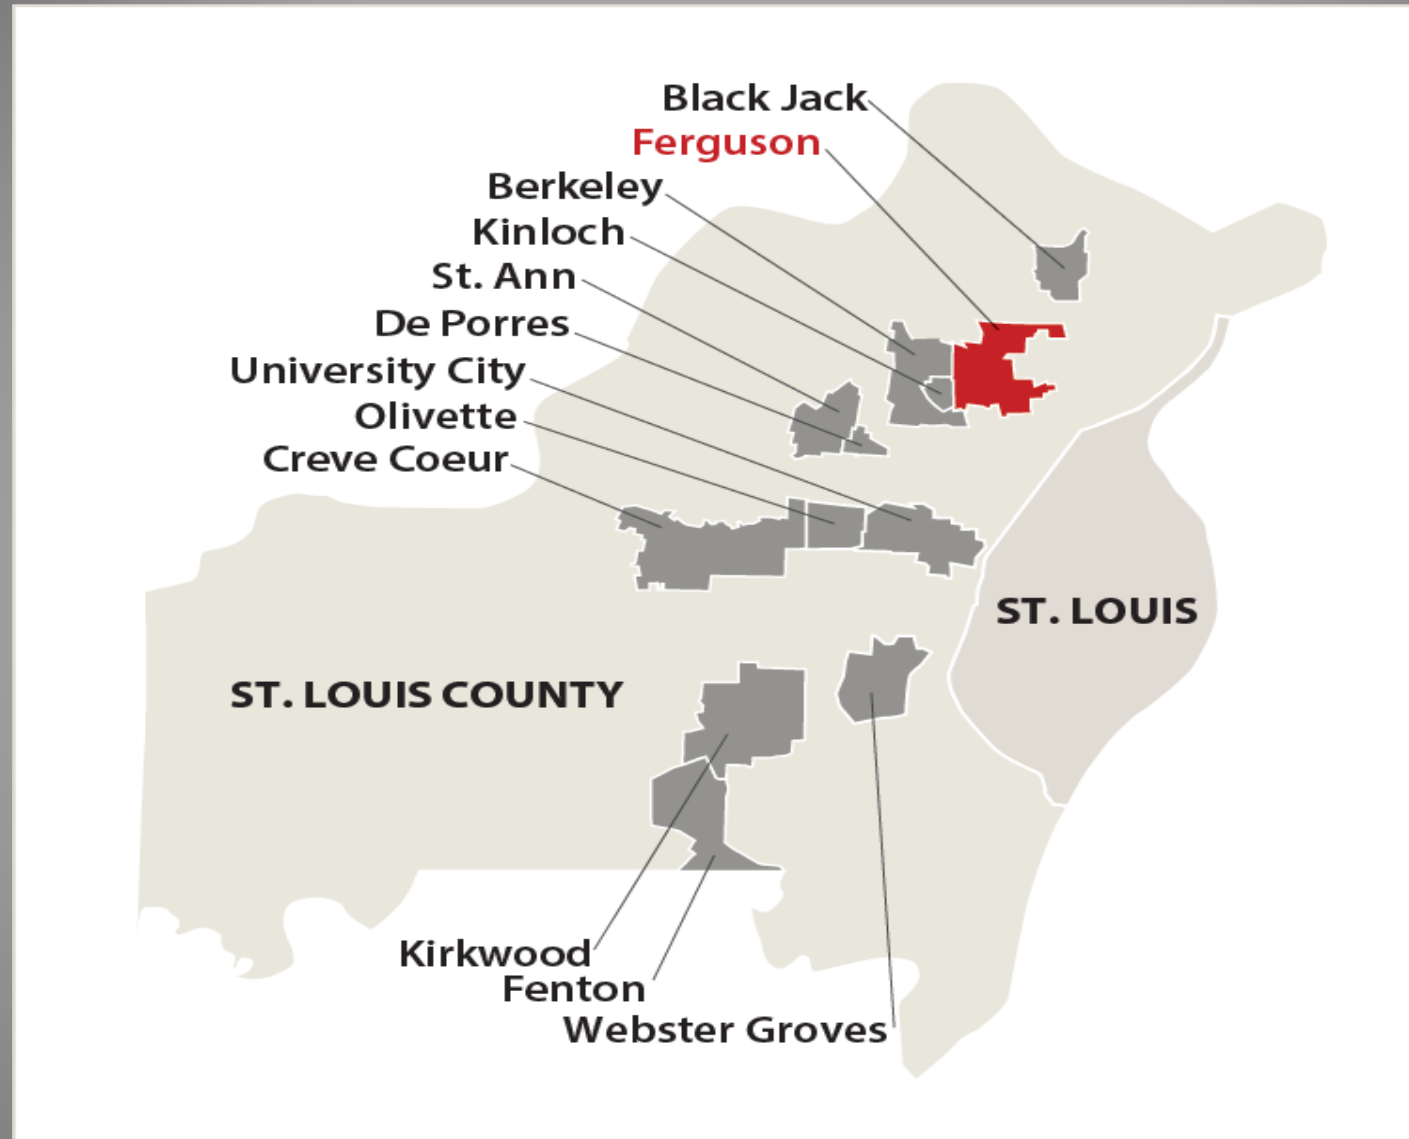 Black Jack
Ferguson
Berkeley
Kinloch
St. Ann
De Porres
University City
Olivette
Creve Coeur
ST. LOUIS
ST. LOUIS COUNTY
Kirkwood
Fenton
Webster Groves